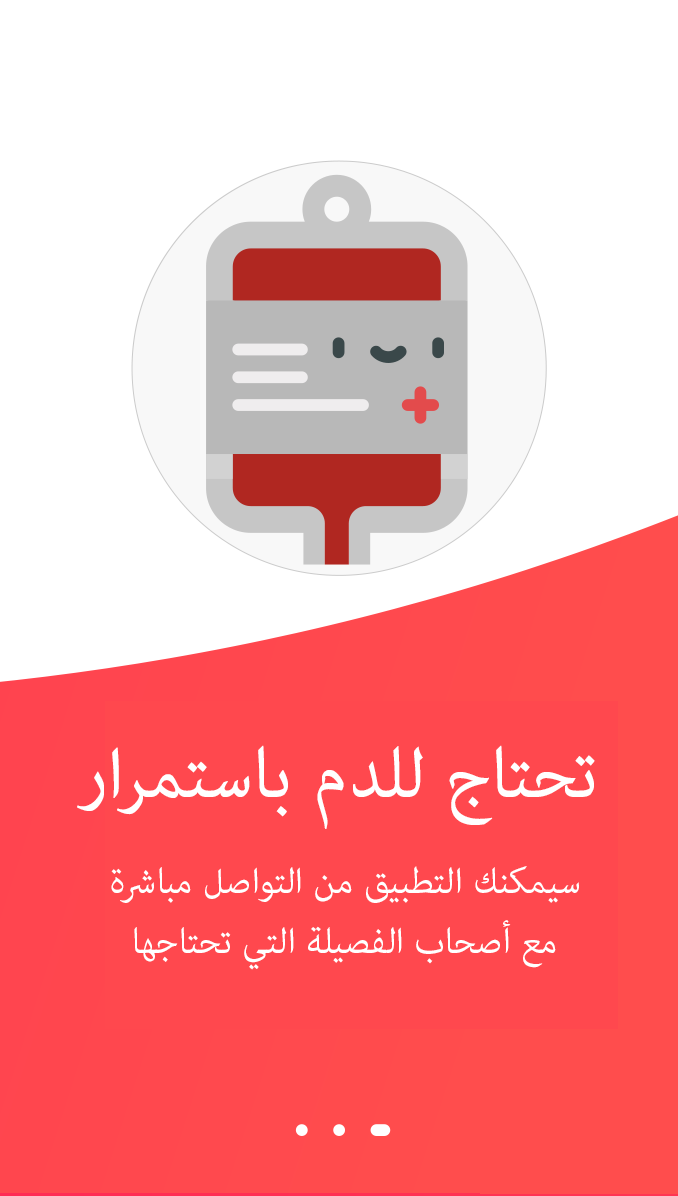 تحتاج للدم باستمرار
سيمكنك التطبيق من التواصل مباشرة
مع أصحاب الفصيلة التي تحتاجها